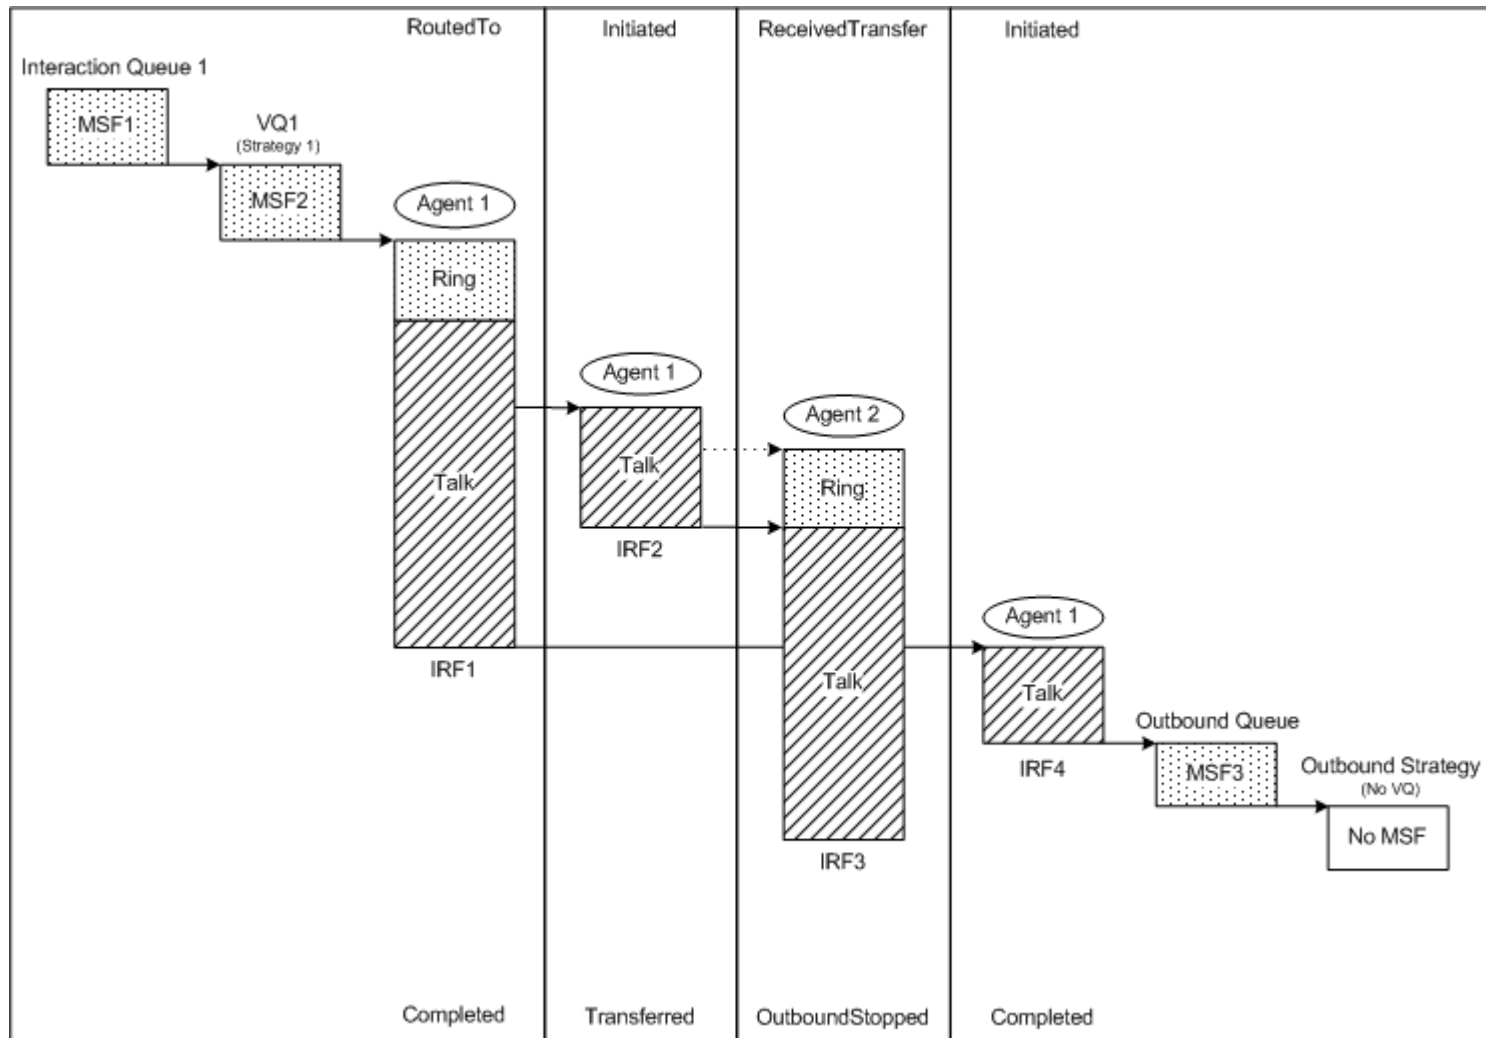 RoutedTo
Initiated
ReceivedTransfer
Initiated
Interaction Queue 1
MSF1
VQ1
(Strategy 1)
MSF2
Agent 1
Ring
Talk
IRF1
Agent 1
Talk
IRF2
Agent 2
Ring
Talk
IRF3
Agent 1
Talk
IRF4
Outbound Queue
MSF3
Outbound Strategy
(No VQ)
No MSF
Completed
Transferred
OutboundStopped
Completed